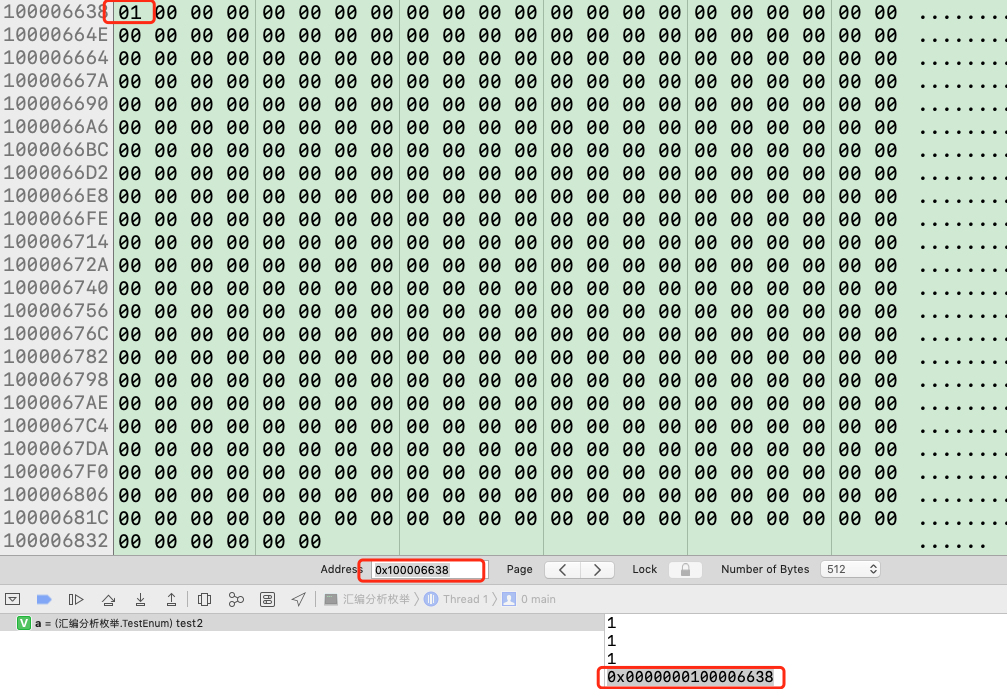 100006638 01 00 00 00 00 00 00 00 00 00 00 00 00 00 00 00 00 00 00 00 00 00 ........
10000664E 00 00 00 00 00 00 00 00 00 00 00 00 00 00 00 00 00 00 00 00 00 00 ........
100006664 00 00 00 00 00 00 00 00 00 00 00 00 00 00 00 00 00 00 00 00 00 00 ........
10000667A 00 00 00 00 00 00 00 00 00 00 00 00 00 00 00 00 00 00 00 00 00 00 ........
100006690 00 00 00 00 00 00 00 00 00 00 00 00 00 00 00 00 00 00 00 00 00 00 ........
1000066A6 00 00 00 00 00 00 00 00 00 00 00 00 00 00 00 00 00 00 00 00 00 00 ........
1000066BC 00 00 00 00 00 00 00 00 00 00 00 00 00 00 00 00 00 00 00 00 00 00 ........
1000066D2 00 00 00 00 00 00 00 00 00 00 00 00 00 00 00 00 00 00 00 00 00 00 ........
1000066E8 00 00 00 00 00 00 00 00 00 00 00 00 00 00 00 00 00 00 00 00 00 00 ........
1000066FE 00 00 00 00 00 00 00 00 00 00 00 00 00 00 00 00 00 00 00 00 00 00 ........
100006714 00 00 00 00 00 00 00 00 00 00 00 00 00 00 00 00 00 00 00 00 00 00 ........
10000672A 00 00 00 00 00 00 00 00 00 00 00 00 00 00 00 00 00 00 00 00 00 00 ........
100006740 00 00 00 00 00 00 00 00 00 00 00 00 00 00 00 00 00 00 00 00 00 00 ........
100006756 00 00 00 00 00 00 00 00 00 00 00 00 00 00 00 00 00 00 00 00 00 00 ........
10000676C 00 00 00 00 00 00 00 00 00 00 00 00 00 00 00 00 00 00 00 00 00 00 ........
100006782 00 00 00 00 00 00 00 00 00 00 00 00 00 00 00 00 00 00 00 00 00 00 ........
100006798 00 00 00 00 00 00 00 00 00 00 00 00 00 00 00 00 00 00 00 00 00 00 ........
1000067AE 00 00 00 00 00 00 00 00 00 00 00 00 00 00 00 00 00 00 00 00 00 00 ........
1000067C4 00 00 00 00 00 00 00 00 00 00 00 00 00 00 00 00 00 00 00 00 00 00 ........
1000067DA 00 00 00 00 00 00 00 00 00 00 00 00 00 00 00 00 00 00 00 00 00 00 ........
1000067F0 00 00 00 00 00 00 00 00 00 00 00 00 00 00 00 00 00 00 00 00 00 00 ........
100006806 00 00 00 00 00 00 00 00 00 00 00 00 00 00 00 00 00 00 00 00 00 00 ........
10000681C 00 00 00 00 00 00 00 00 00 00 00 00 00 00 00 00 00 00 00 00 00 00 ........
100006832 00 00 00 00 00 00 ......
Address 0x100006638 Page Lock Number of Bytes 512
汇编分析枚举 Thread 1 0 main
V a = (汇编分析枚举.TestEnum) test2
1
1
1
0x0000000100006638